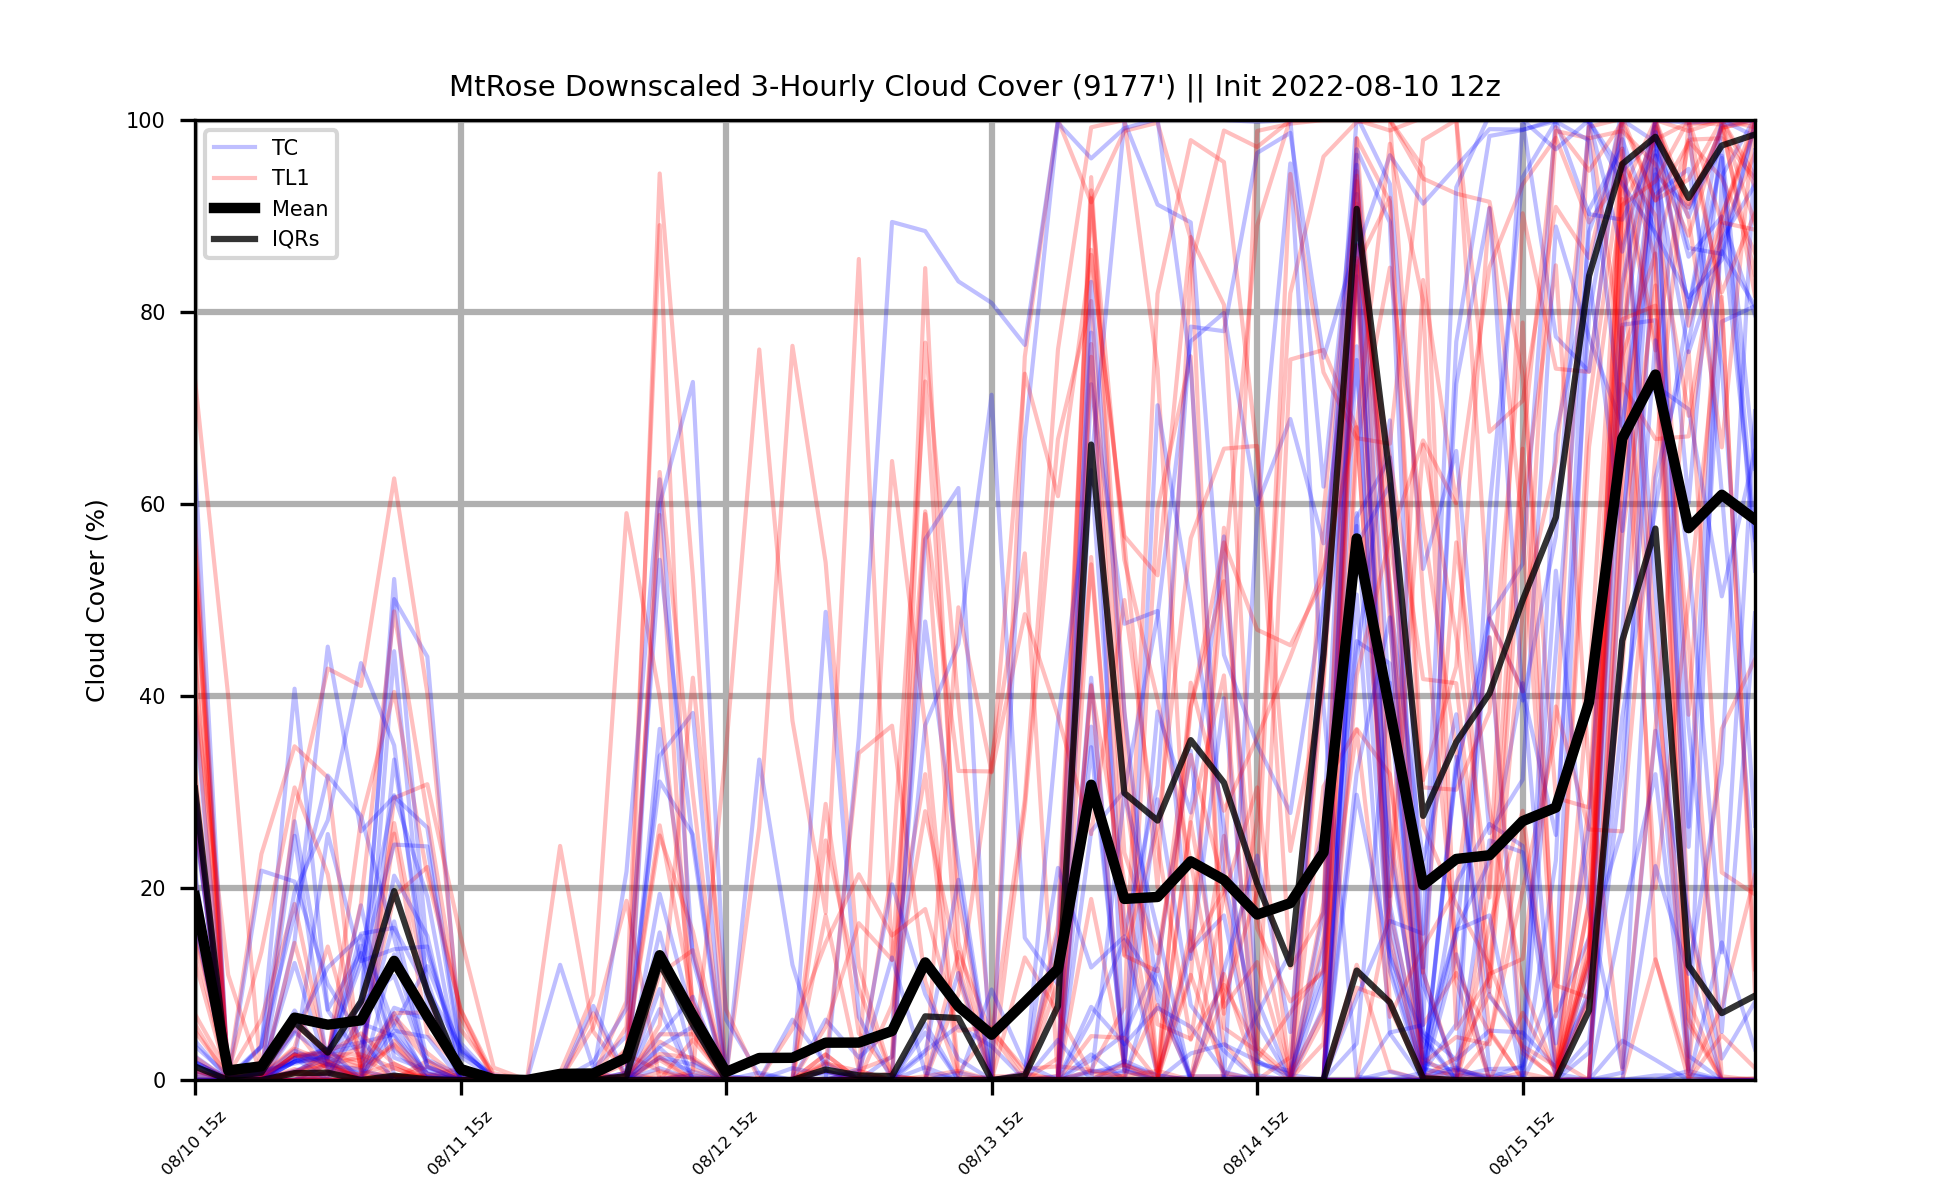 MtRose Downscaled 3-Hourly Cloud Cover (9177') || Init 2022-08-10 12z
Cloud Cover (%)
100
80
60
40
20
0
TC
TL1
Mean
IQRs
08/10 15z
08/11 15z
08/12 15z
08/13 15z
08/14 15z
08/15 15z